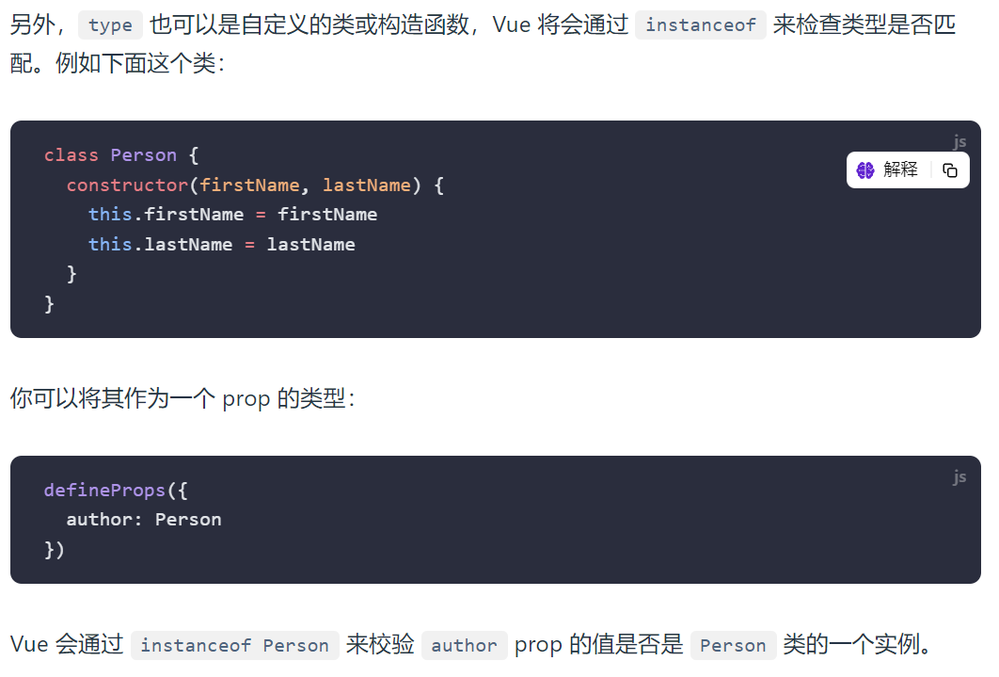 另外，type 也可以是自定义的类或构造函数，Vue 将会通过 instanceof 来检查类型是否匹
配。例如下面这个类：
js
class Person {
  constructor(firstName, lastName) {
解释
    this.firstName = firstName
    this.lastName = lastName
  }
}
你可以将其作为一个 prop 的类型：
js
defineProps({
  author: Person
})
Vue 会通过 instanceof Person 来校验 author prop 的值是否是 Person 类的一个实例。